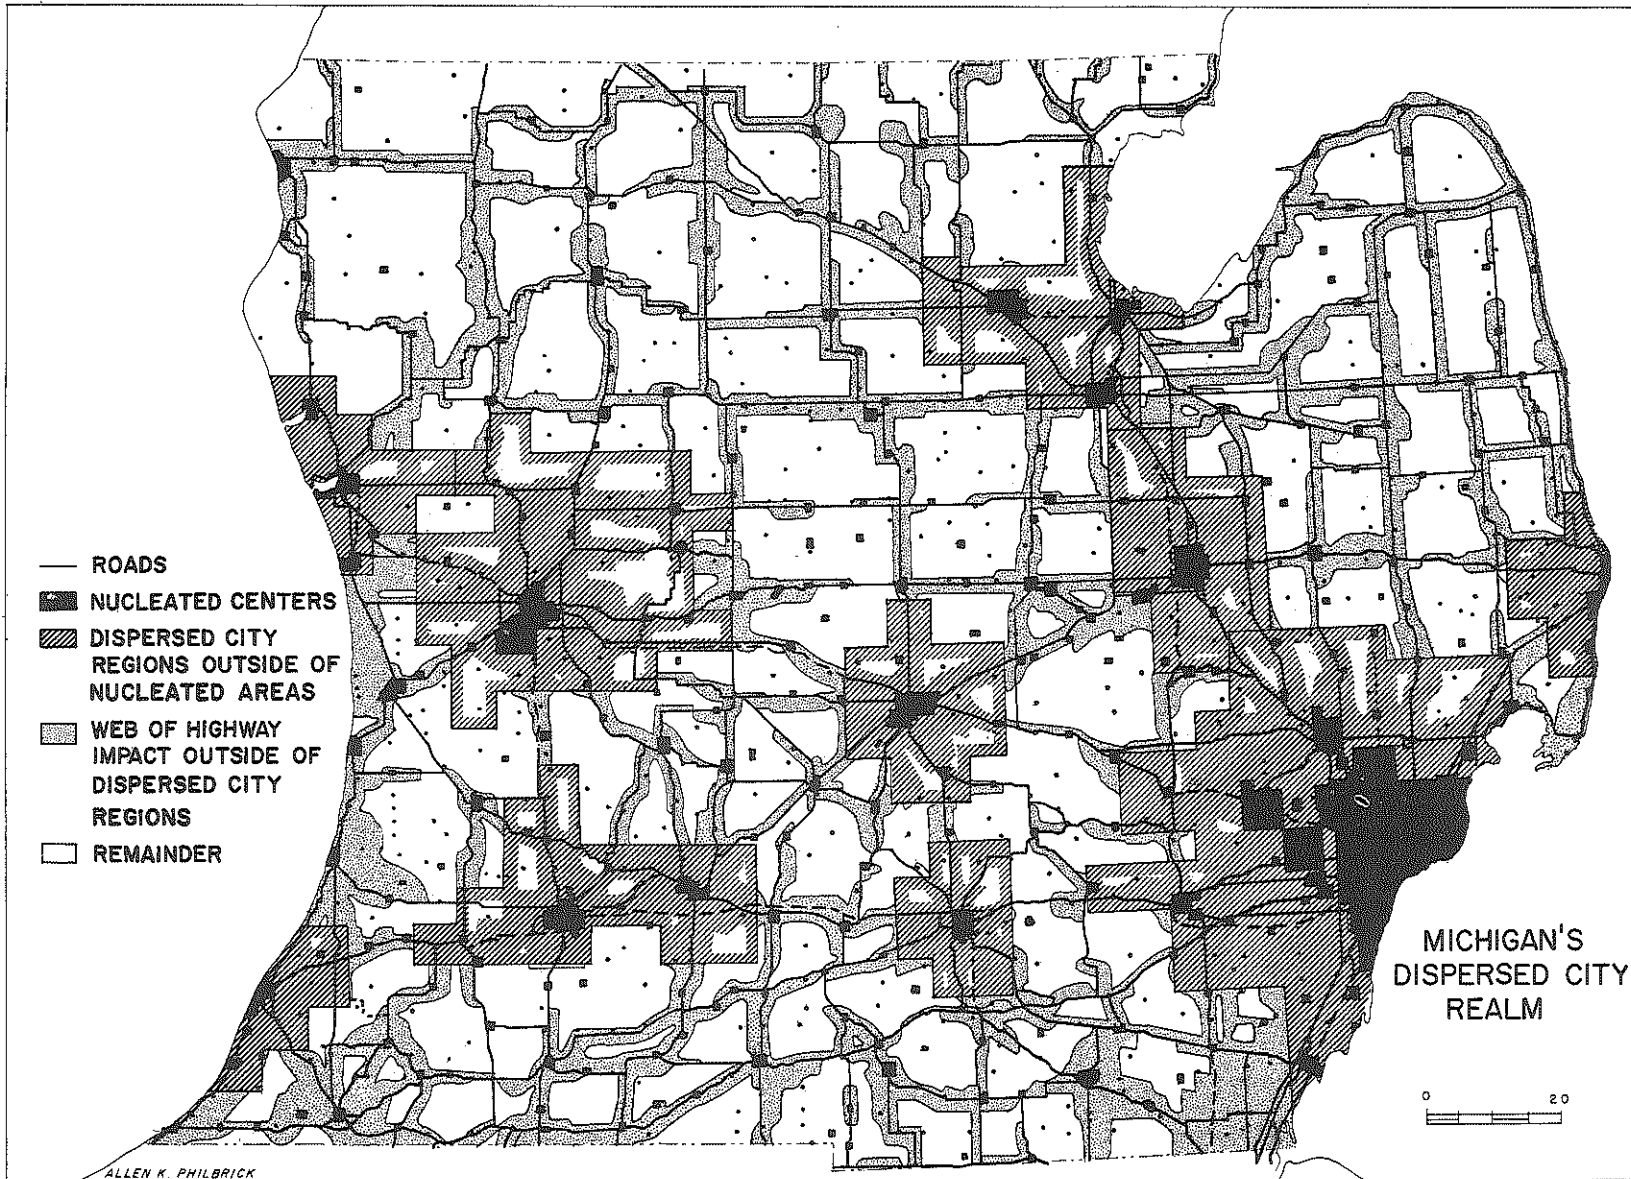 ROADS
NUCLEATED CENTERS
DISPERSED CITY
REGIONS OUTSIDE OF
NUCLEATED AREAS
WEB OF HIGHWAY
IMPACT OUTSIDE OF
DISPERSED CITY
REGIONS
REMAINDER
MICHIGAN'S
DISPERSED CITY
REALM
0 20
ALLEN K. PHILBRICK